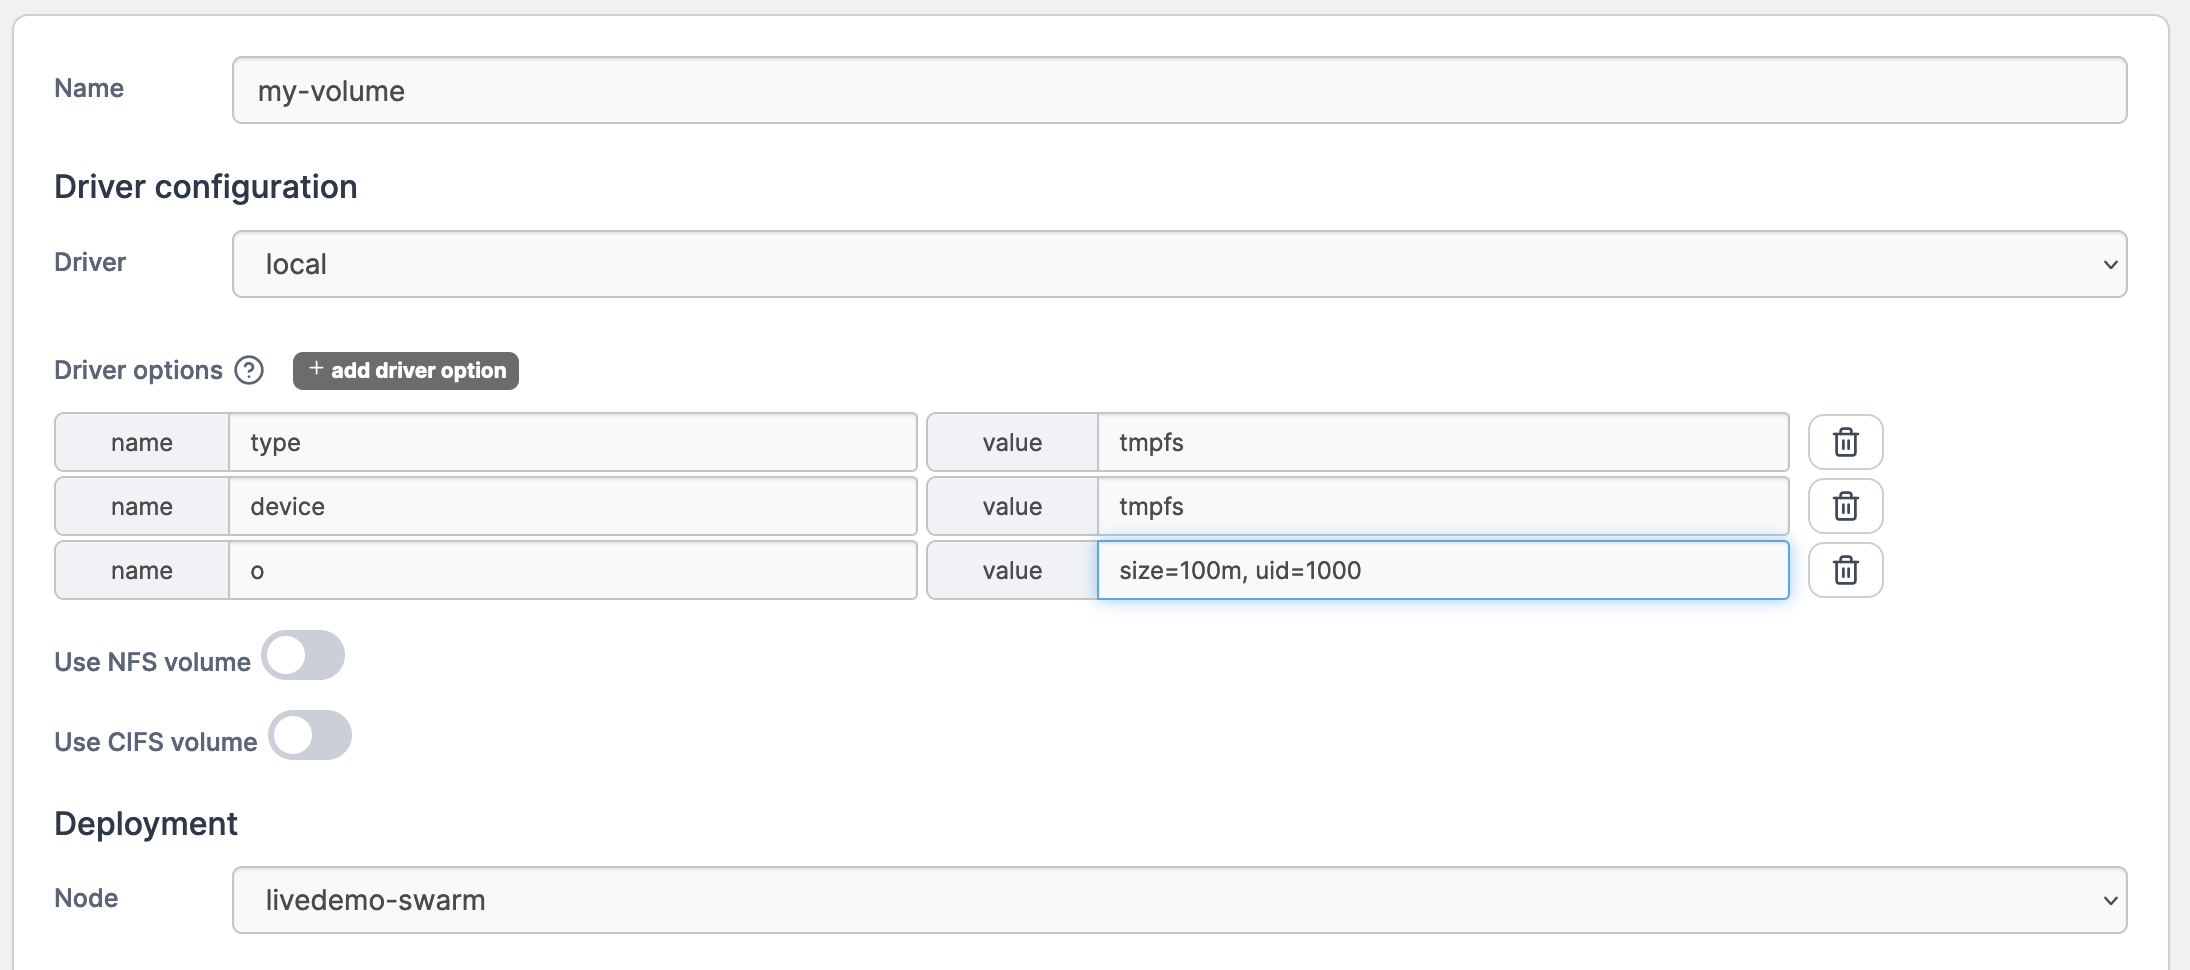 Name my-volume
Driver configuration
Driver local
Driver options ? + add driver option
name type value tmpfs
name device value tmpfs
name o value size=100m, uid=1000
Use NFS volume
Use CIFS volume
Deployment
Node livedemo-swarm